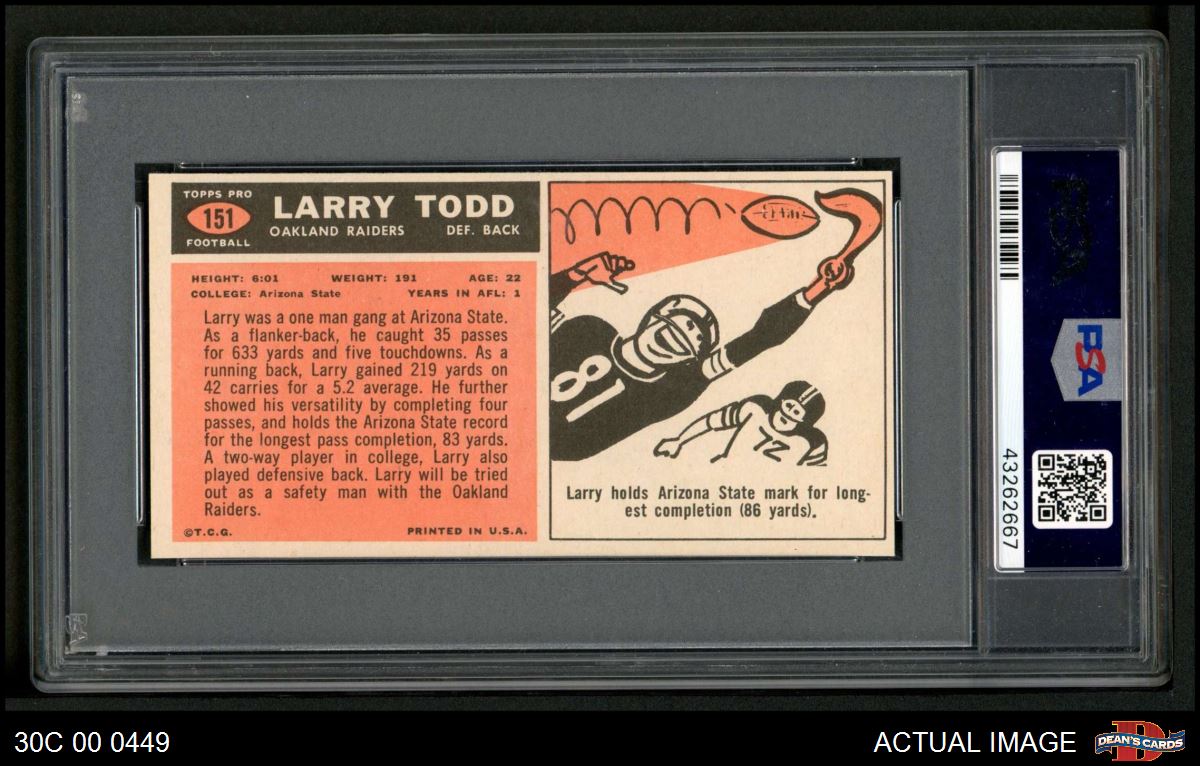 TOPPS PRO
151
FOOTBALL
LARRY TODD
OAKLAND RAIDERS DEF. BACK
HEIGHT: 6:01 WEIGHT: 191 AGE: 22
COLLEGE: Arizona State YEARS IN AFL: 1
Larry was a one man gang at Arizona State.
As a flanker-back, he caught 35 passes
for 633 yards and five touchdowns. As a
running back, Larry gained 219 yards on
42 carries for a 5.2 average. He further
showed his versatility by completing four
passes, and holds the Arizona State record
for the longest pass completion, 83 yards.
A two-way player in college, Larry also
played defensive back. Larry will be tried
out as a safety man with the Oakland
Raiders.
©T.C.G. PRINTED IN U.S.A.
81
72
Larry holds Arizona State mark for long-
est completion (86 yards).
PSA
PSA
43262667
30C 00 0449
ACTUAL IMAGE
D
DEAN'S CARDS